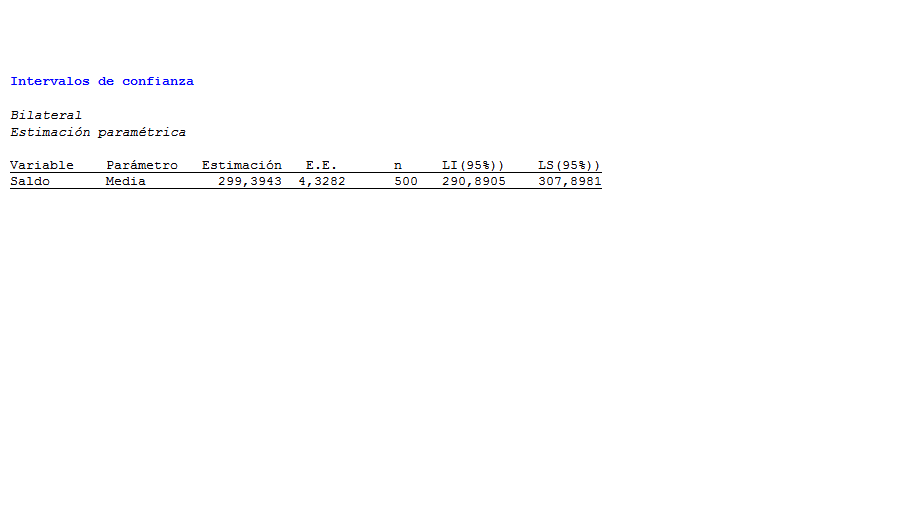 Intervalos de confianza
Bilateral
Estimación paramétrica
Variable Parámetro Estimación E.E. n LI(95%)) LS(95%))
Saldo Media 299,3943 4,3282 500 290,8905 307,8981